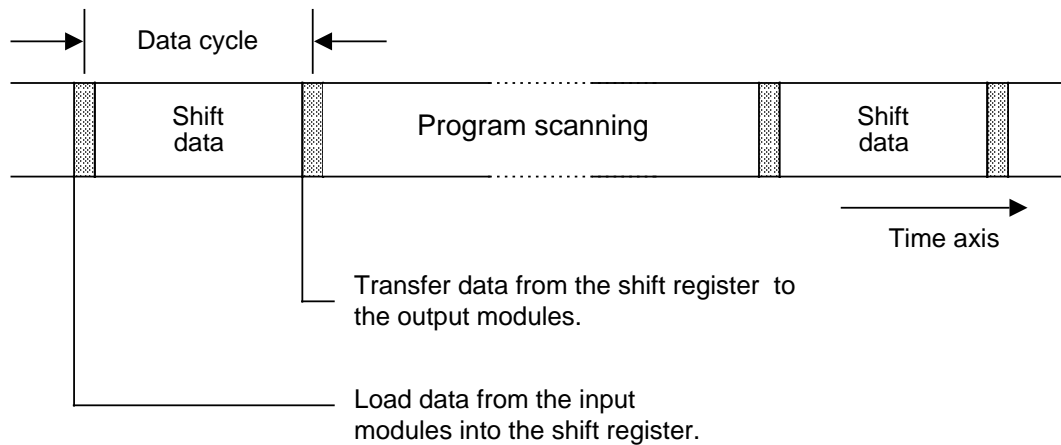 Data cycle
Shift
data
Program scanning
Shift
data
Time axis
Transfer data from the shift register to
the output modules.
Load data from the input
modules into the shift register.